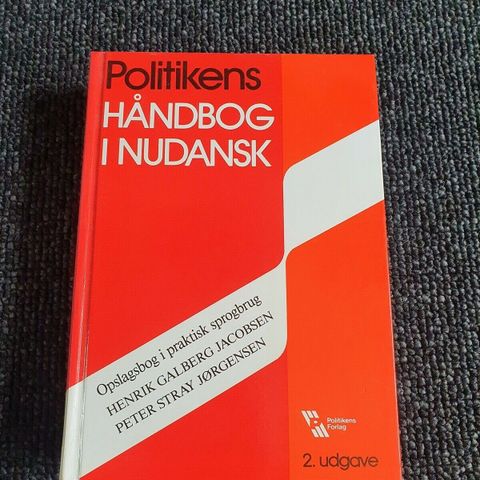 Politikens
HÅNDBOG
I NUDANSK
Opslagsbog i praktisk sprogbrug
HENRIK GALBERG JACOBSEN
PETER STRAY JØRGENSEN
Politikens
Forlag
2. udgave